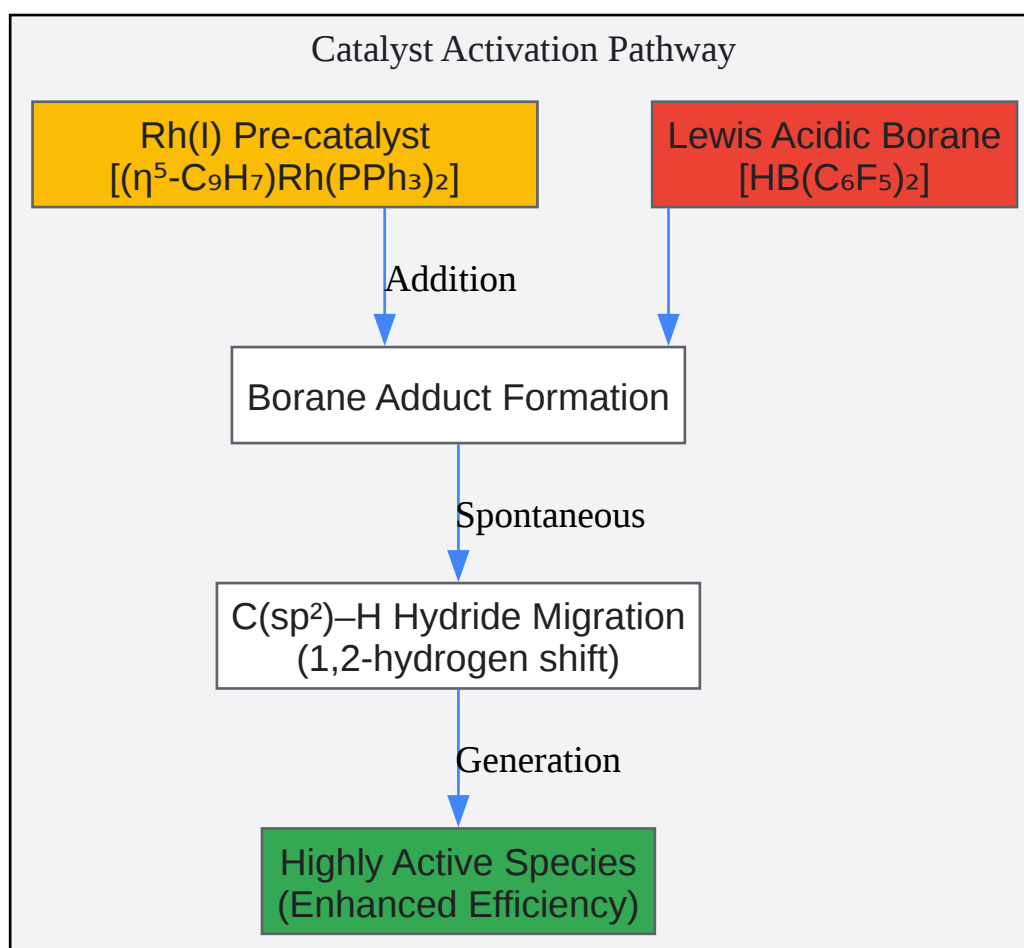 Catalyst Activation Pathway
Rh(I) Pre-catalyst
[(η⁵-C₉H₇)Rh(PPh₃)₂]
Lewis Acidic Borane
[HB(C₆F₅)₂]
Addition
Borane Adduct Formation
Spontaneous
C(sp²)–H Hydride Migration
(1,2-hydrogen shift)
Generation
Highly Active Species
(Enhanced Efficiency)